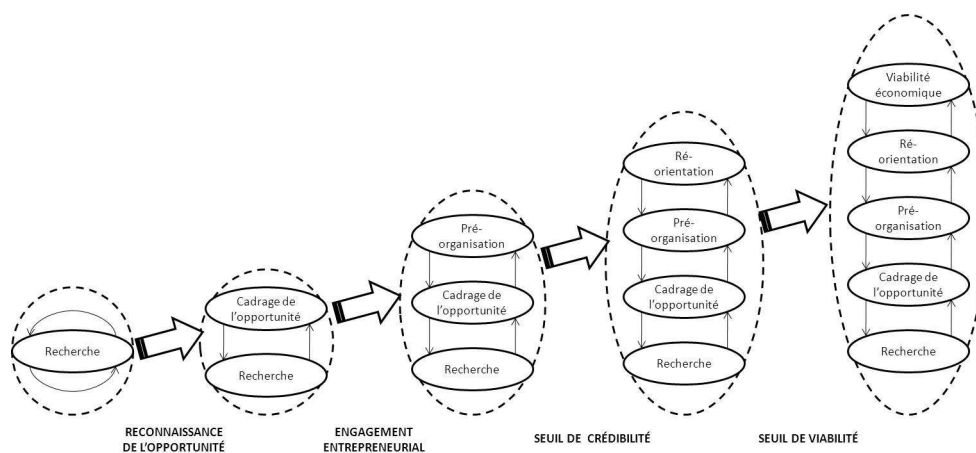 Recherche
Cadrage de
l'opportunité
Recherche
Pré-
organisation
Cadrage de
l'opportunité
Recherche
Ré-
orientation
Pré-
organisation
Cadrage de
l'opportunité
Recherche
Viabilité
économique
Ré-
orientation
Pré-
organisation
Cadrage de
l'opportunité
Recherche
RECONNAISSANCE
DE L'OPPORTUNITÉ
ENGAGEMENT
ENTREPRENEURIAL
SEUIL DE CRÉDIBILITÉ
SEUIL DE VIABILITÉ